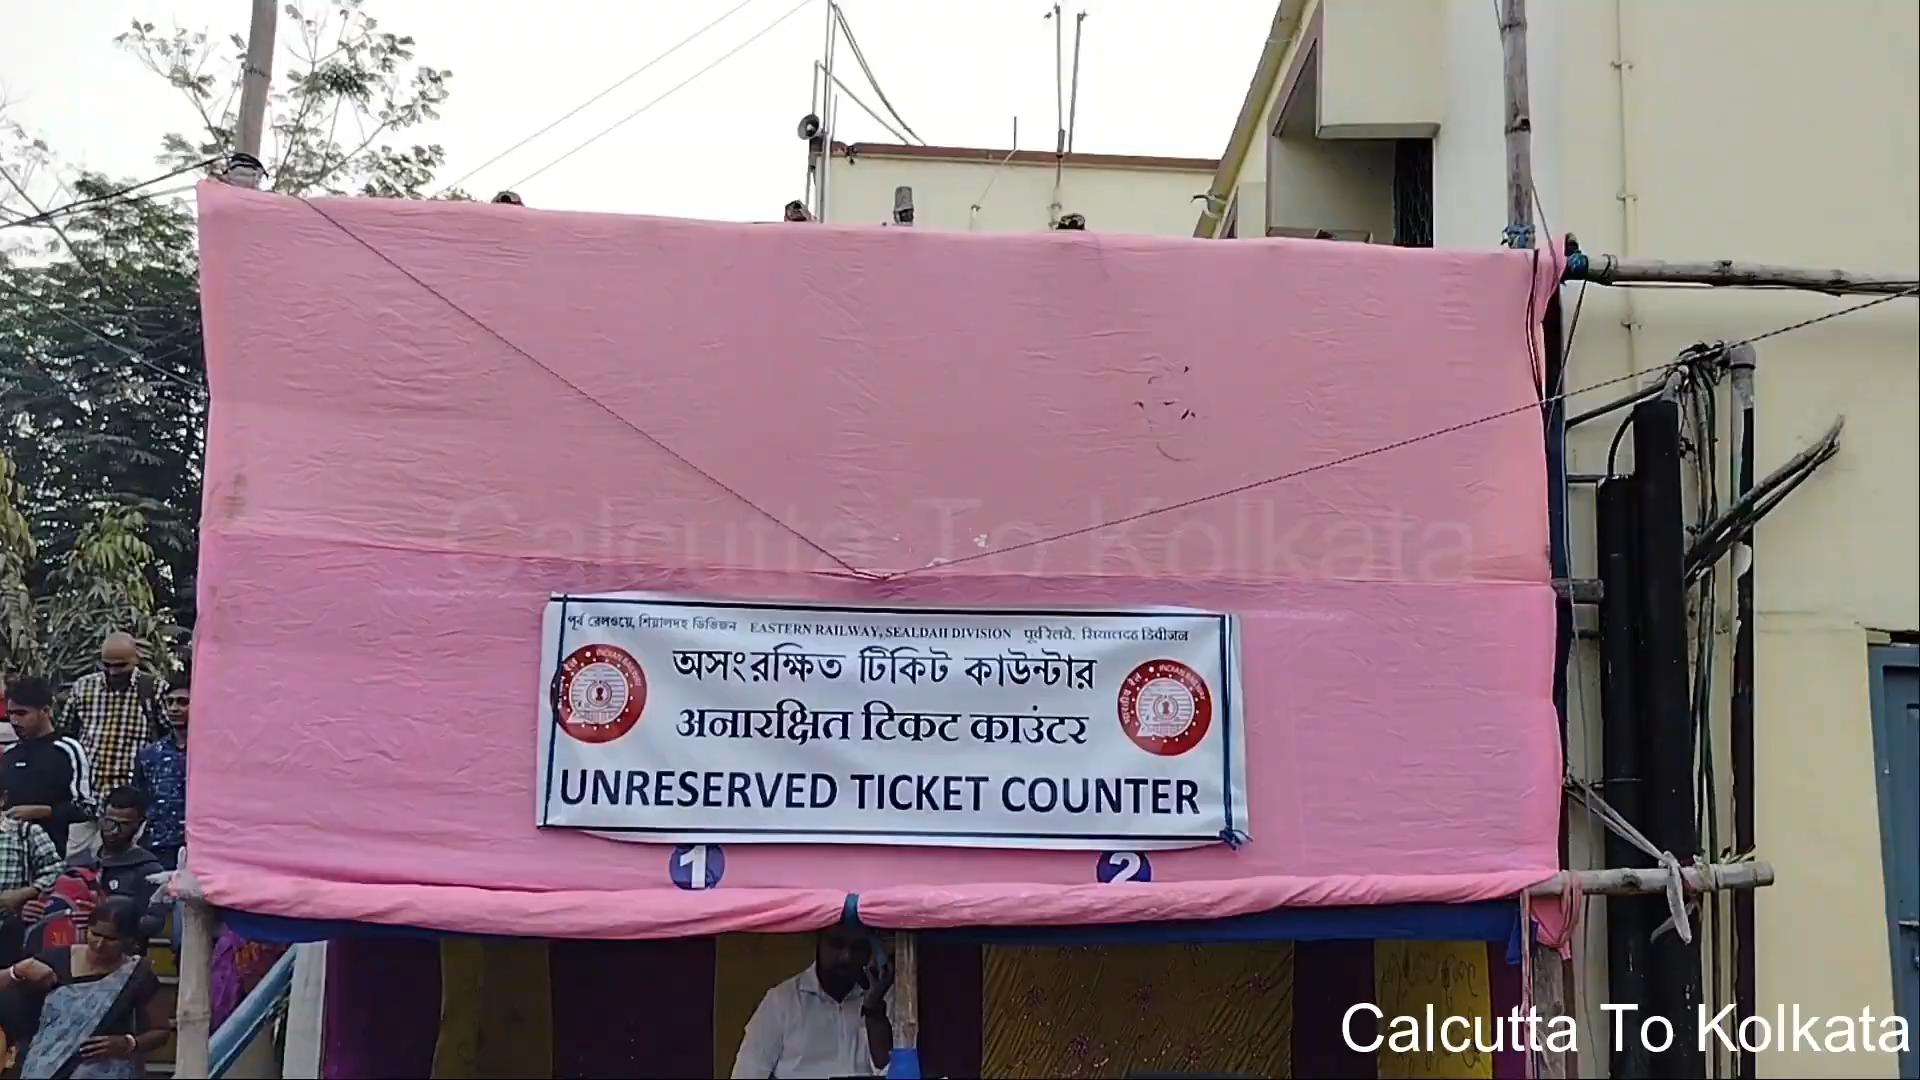 Calcutta To Kolkata
পূর্ব রেলওয়ে, শিয়ালদহ ডিভিজন EASTERN RAILWAY, SEALDAH DIVISION पूर्व रेलवे, सियालदह डिवीजन
অসংরক্ষিত টিকিট কাউন্টার
अनारक्षित टिकट काउंटर
UNRESERVED TICKET COUNTER
1 2
Calcutta To Kolkata